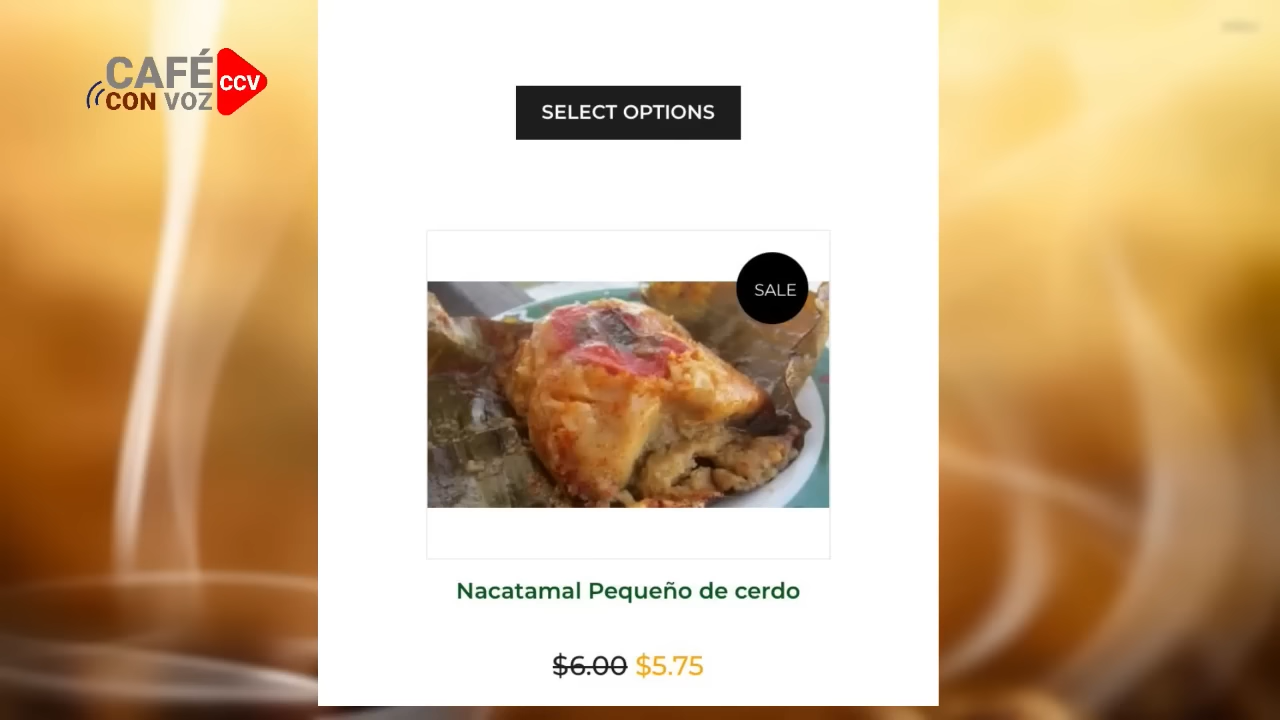 CAFÉ
CON VOZ
CCV
SELECT OPTIONS
SALE
Nacatamal Pequeño de cerdo
$6.00 $5.75